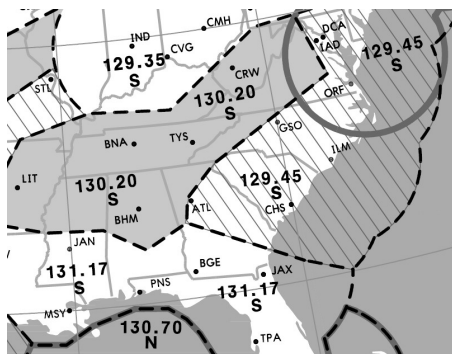 CMH
DCA
IND
IAD
129.45
S
CVG
129.35
S
CRW
STL
ORF
130.20
S
GSO
BNA
TYS
ILM
LIT
129.45
S
130.20
S
CHS
ATL
BHM
JAN
BGE
JAX
131.17
S
PNS
131.17
S
MSY
130.70
N
TPA